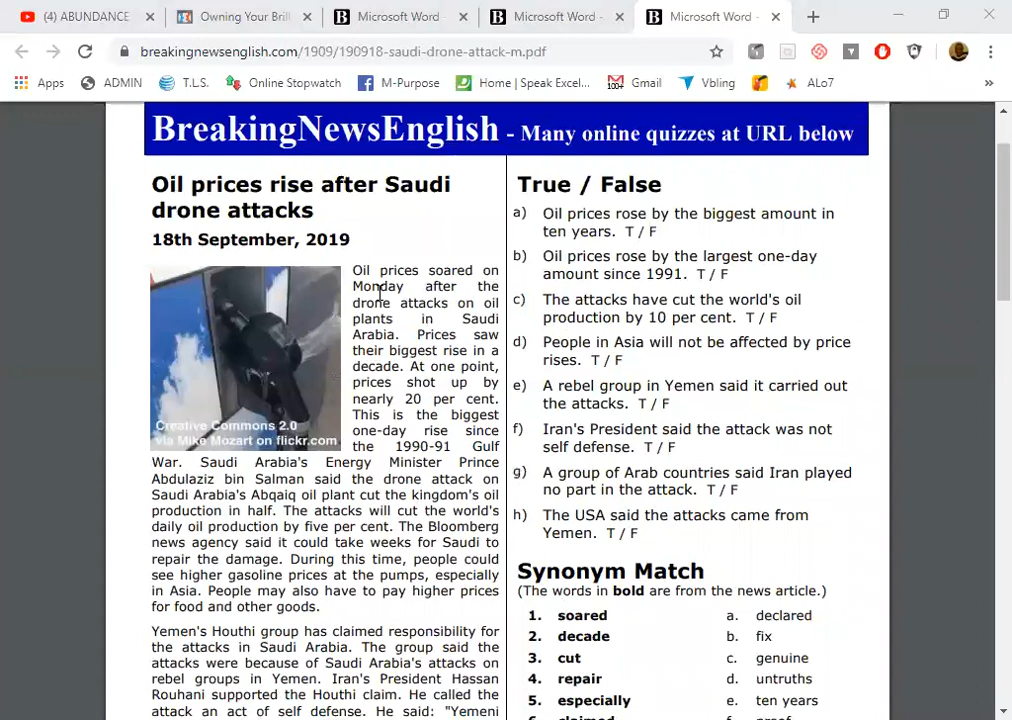 (4) ABUNDANCE
Owning Your Bril
Microsoft Word -
Microsoft Word -
Microsoft Word -
breakingnewsenglish.com/1909/190918-saudi-drone-attack-m.pdf
Apps
ADMIN
T.L.S.
Online Stopwatch
M-Purpose
Home | Speak Excel...
100+
Gmail
Vbling
ALo7
BreakingNewsEnglish - Many online quizzes at URL below
Oil prices rise after Saudi
drone attacks
18th September, 2019
Oil prices soared on
Monday after the
drone attacks on oil
plants in Saudi
Arabia. Prices saw
their biggest rise in a
decade. At one point,
prices shot up by
nearly 20 per cent.
This is the biggest
one-day rise since
the 1990-91 Gulf
Creative Commons 2.0
via Mike Mozart on flickr.com
War. Saudi Arabia's Energy Minister Prince
Abdulaziz bin Salman said the drone attack on
Saudi Arabia's Abqaiq oil plant cut the kingdom's oil
production in half. The attacks will cut the world's
daily oil production by five per cent. The Bloomberg
news agency said it could take weeks for Saudi to
repair the damage. During this time, people could
see higher gasoline prices at the pumps, especially
in Asia. People may also have to pay higher prices
for food and other goods.
Yemen's Houthi group has claimed responsibility for
the attacks in Saudi Arabia. The group said the
attacks were because of Saudi Arabia's attacks on
rebel groups in Yemen. Iran's President Hassan
Rouhani supported the Houthi claim. He called the
attack an act of self defense. He said: "Yemeni
True / False
a) Oil prices rose by the biggest amount in
ten years. T / F
b) Oil prices rose by the largest one-day
amount since 1991. T / F
c) The attacks have cut the world's oil
production by 10 per cent. T / F
d) People in Asia will not be affected by price
rises. T / F
e) A rebel group in Yemen said it carried out
the attacks. T / F
f) Iran's President said the attack was not
self defense. T / F
g) A group of Arab countries said Iran played
no part in the attack. T / F
h) The USA said the attacks came from
Yemen. T / F
Synonym Match
(The words in bold are from the news article.)
1. soared a. declared
2. decade b. fix
3. cut c. genuine
4. repair d. untruths
5. especially e. ten years
6. claimed f. proof